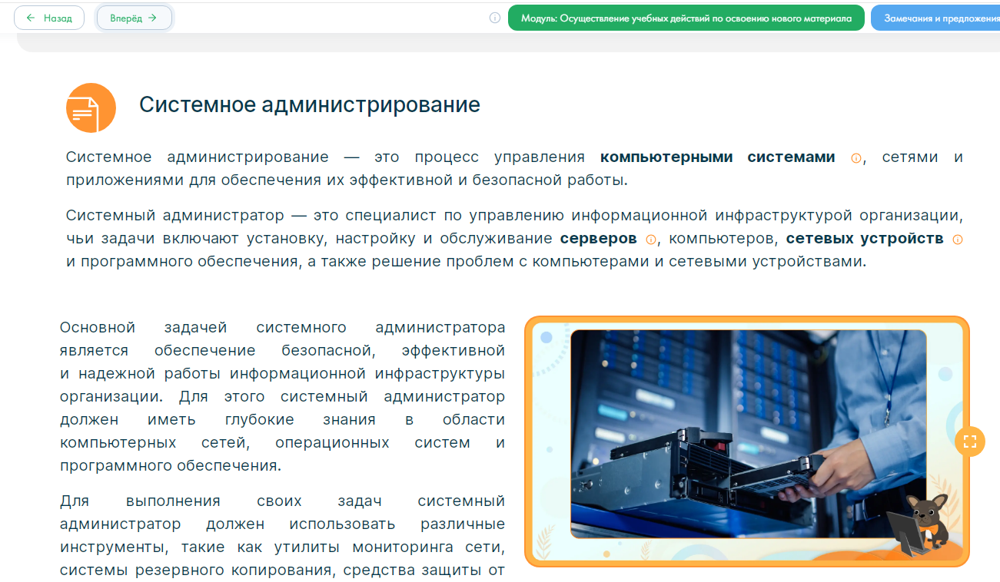 Назад
Вперёд
Модуль: Осуществление учебных действий по освоению нового материала
Замечания и предложения
Системное администрирование
Системное администрирование — это процесс управления компьютерными системами, сетями и
приложениями для обеспечения их эффективной и безопасной работы.
Системный администратор — это специалист по управлению информационной инфраструктурой организации,
чьи задачи включают установку, настройку и обслуживание серверов, компьютеров, сетевых устройств
и программного обеспечения, а также решение проблем с компьютерами и сетевыми устройствами.
Основной задачей системного администратора
является обеспечение безопасной, эффективной
и надежной работы информационной инфраструктуры
организации. Для этого системный администратор
должен иметь глубокие знания в области
компьютерных сетей, операционных систем и
программного обеспечения.
Для выполнения своих задач системный
администратор должен использовать различные
инструменты, такие как утилиты мониторинга сети,
системы резервного копирования, средства защиты от